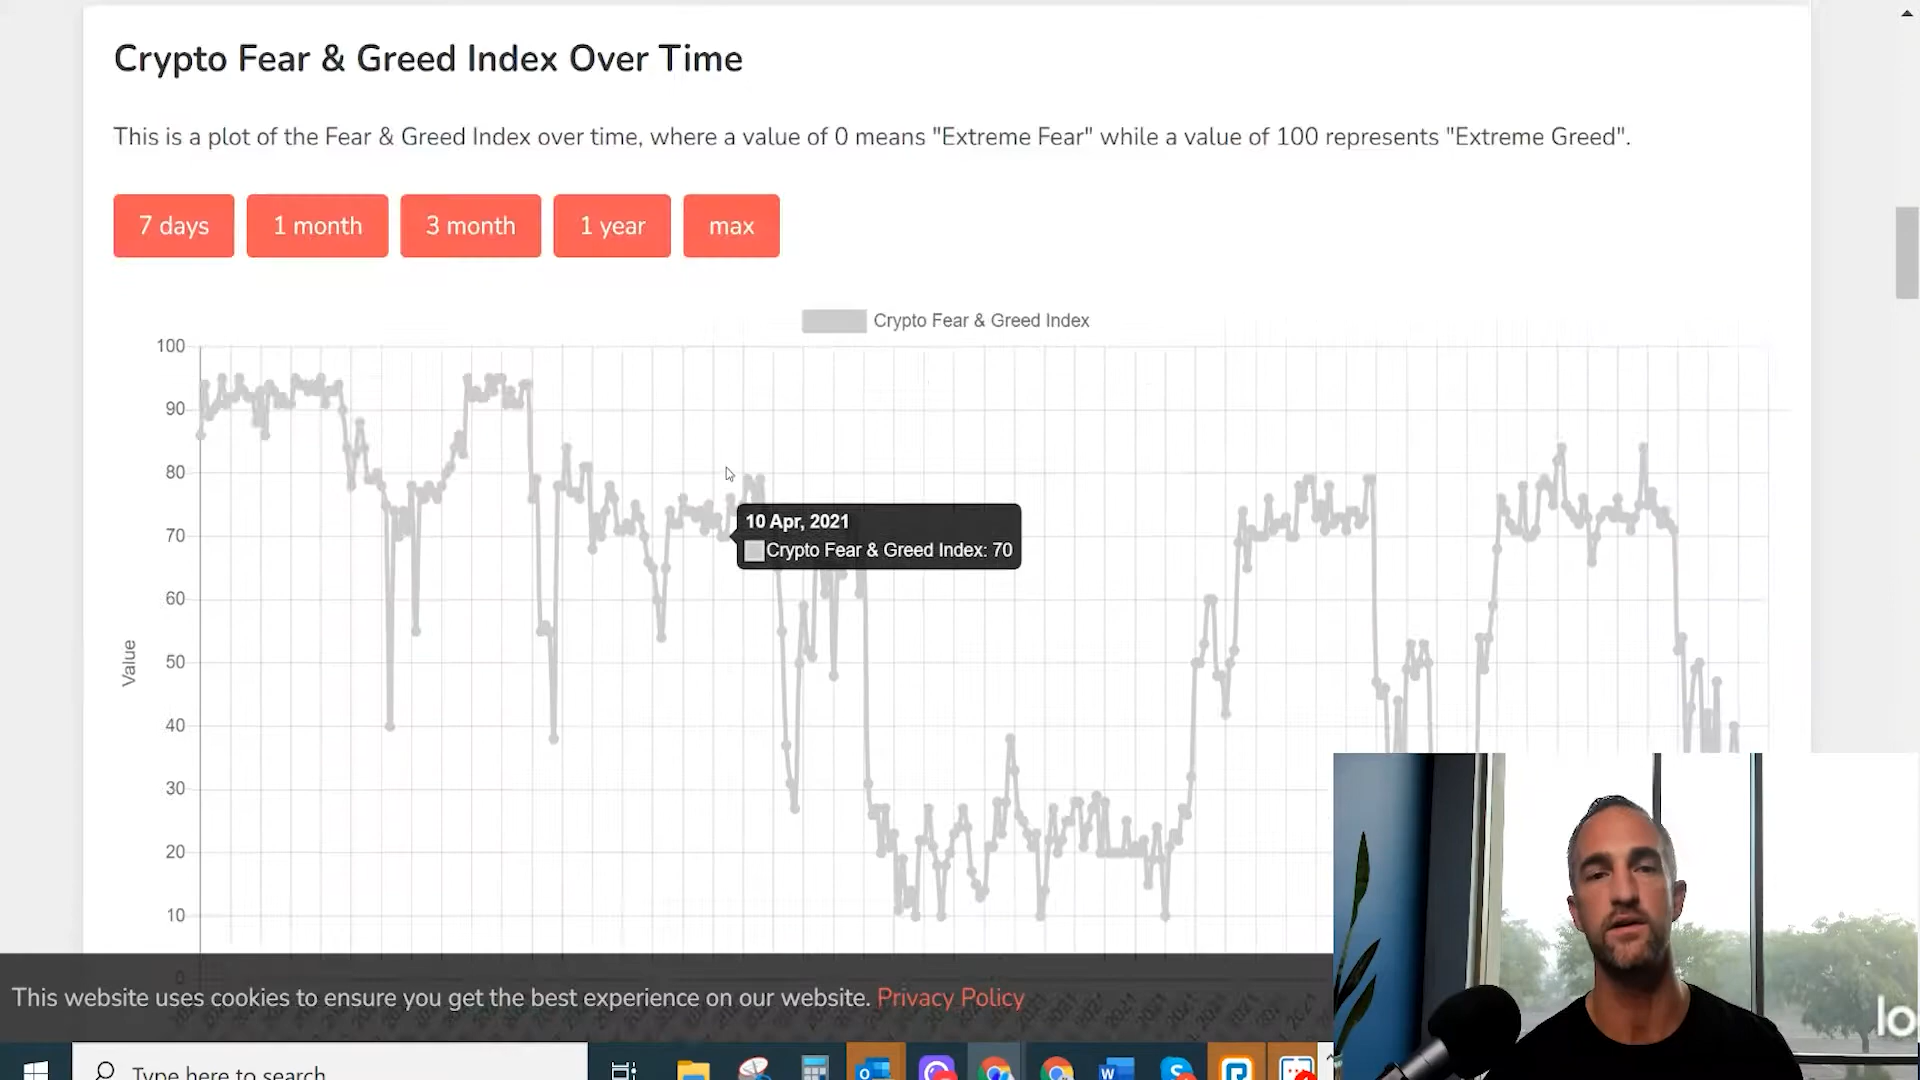 Crypto Fear & Greed Index Over Time
This is a plot of the Fear & Greed Index over time, where a value of 0 means "Extreme Fear" while a value of 100 represents "Extreme Greed".
7 days
1 month
3 month
1 year
max
Crypto Fear & Greed Index
100
90
80
70
60
50
40
30
20
10
0
Value
10 Apr, 2021
Crypto Fear & Greed Index: 70
This website uses cookies to ensure you get the best experience on our website. Privacy Policy
Type here to search
lo